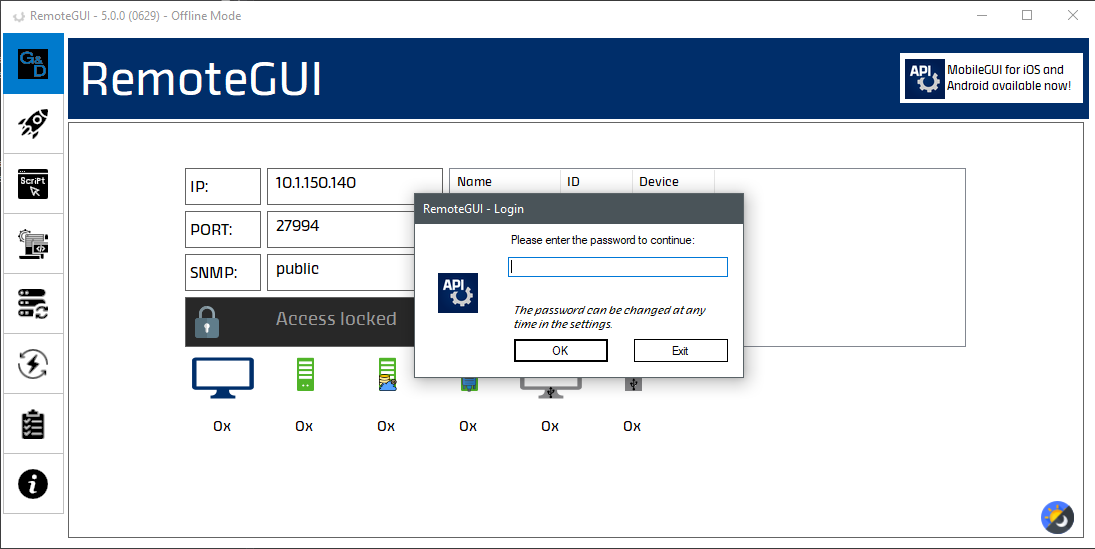 RemoteGUI - 5.0.0 (0629) - Offline Mode
G&D
RemoteGUI
API
MobileGUI for iOS and
Android available now!
Script
IP:
10.1.150.140
Name
ID
Device
PORT:
27994
SNMP:
public
Access locked
RemoteGUI - Login
Please enter the password to continue:
API
The password can be changed at any
time in the settings.
OK
Exit
0x
0x
0x
0x
0x
0x